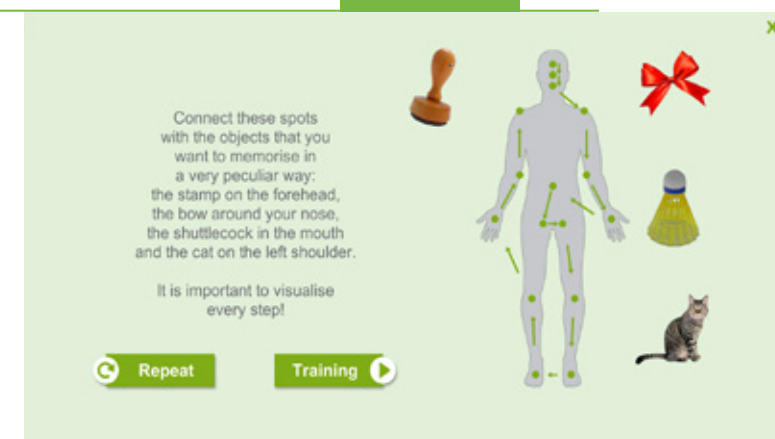 X
Connect these spots
with the objects that you
want to memorise in
a very peculiar way:
the stamp on the forehead,
the bow around your nose,
the shuttlecock in the mouth
and the cat on the left shoulder.
It is important to visualise
every step!
Repeat
Training